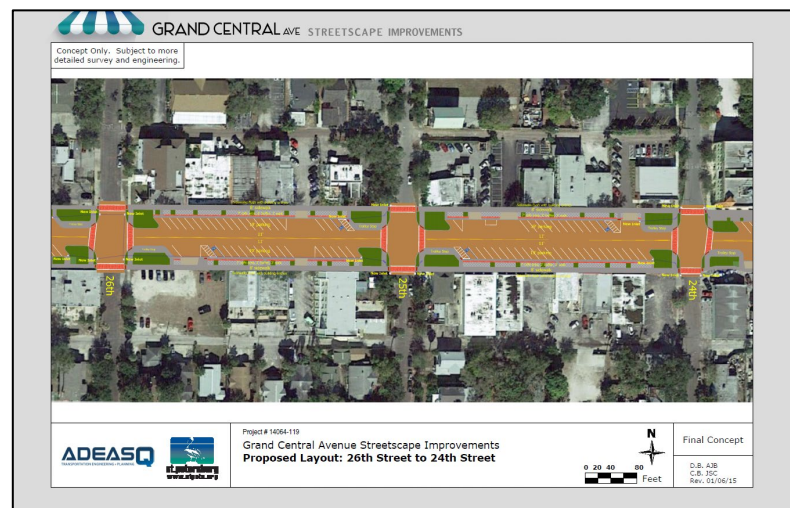 GRAND CENTRAL AVE STREETSCAPE IMPROVEMENTS
Concept Only. Subject to more
detailed survey and engineering.
26th
25th
24th
ADEASQ
TRANSPORTATION ENGINEERING - PLANNING
st.petersburg
www.stpete.org
Project # 14064-119
Grand Central Avenue Streetscape Improvements
Proposed Layout: 26th Street to 24th Street
N
0 20 40 80
Feet
Final Concept
D.B. AJB
C.B. JSC
Rev. 01/06/15